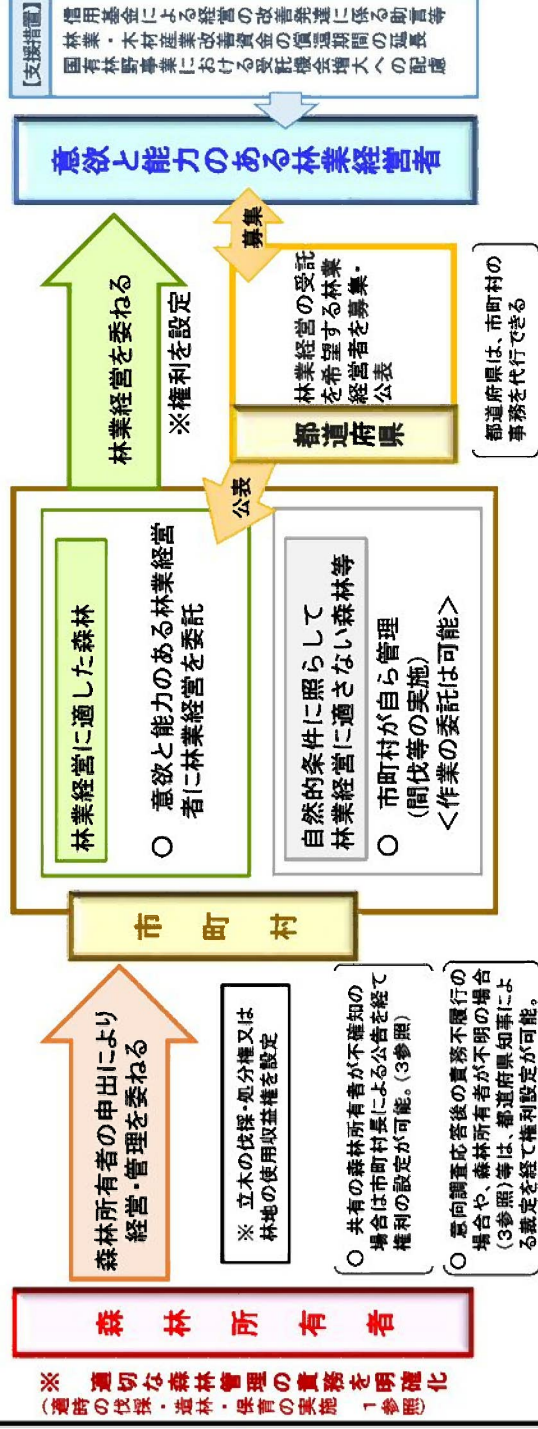 森林所有者
※ 適切な森林管理の責務を明確化
(適時の伐採・造林・保育の実施 1参照)
森林所有者の申出により
経営・管理を委ねる
※ 立木の伐採・処分権又は
林地の使用収益権を設定
○ 共有の森林所有者が不確知の
場合は市町村長による公告を経て
権利の設定が可能。(3参照)
○ 意向調査応答後の責務不履行の
場合や、森林所有者が不明の場合
(3参照)等は、都道府県知事によ
る裁定を経て権利設定が可能。
市町村
林業経営に適した森林
○ 意欲と能力のある林業経営
者に林業経営を委託
自然的条件に照らして
林業経営に適さない森林等
○ 市町村が自ら管理
(間伐等の実施)
<作業の委託は可能>
林業経営を委ねる
※権利を設定
公表
募集
都道府県
林業経営の受託
を希望する林業
経営者を募集・
公表
都道府県は、市町村の
事務を代行できる
意欲と能力のある林業経営者
【支援措置】
信用基金による経営の改善発達に係る助言等
林業・木材産業改善資金の償還期間の延長
国有林野事業における受託機会増大への配慮